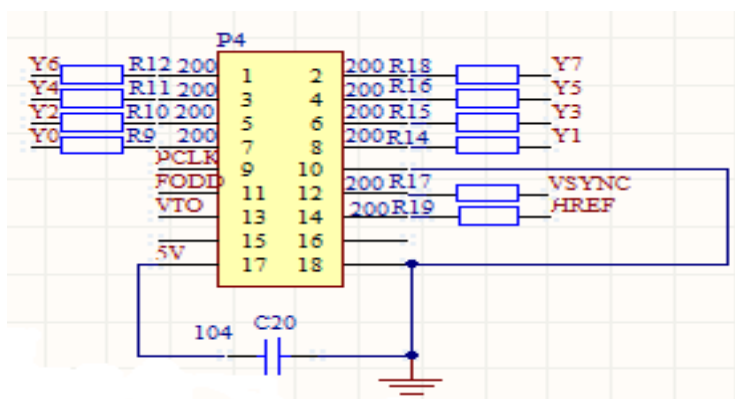 P4
Y6 R12 200 1 2 200 R18 Y7
Y4 R11 200 3 4 200 R16 Y5
Y2 R10 200 5 6 200 R15 Y3
Y0 R9 200 7 8 200 R14 Y1
PCLK 9 10
FODD 11 12 200 R17 VSYNC
VTO 13 14 200 R19 HREF
15 16
5V 17 18
104 C20